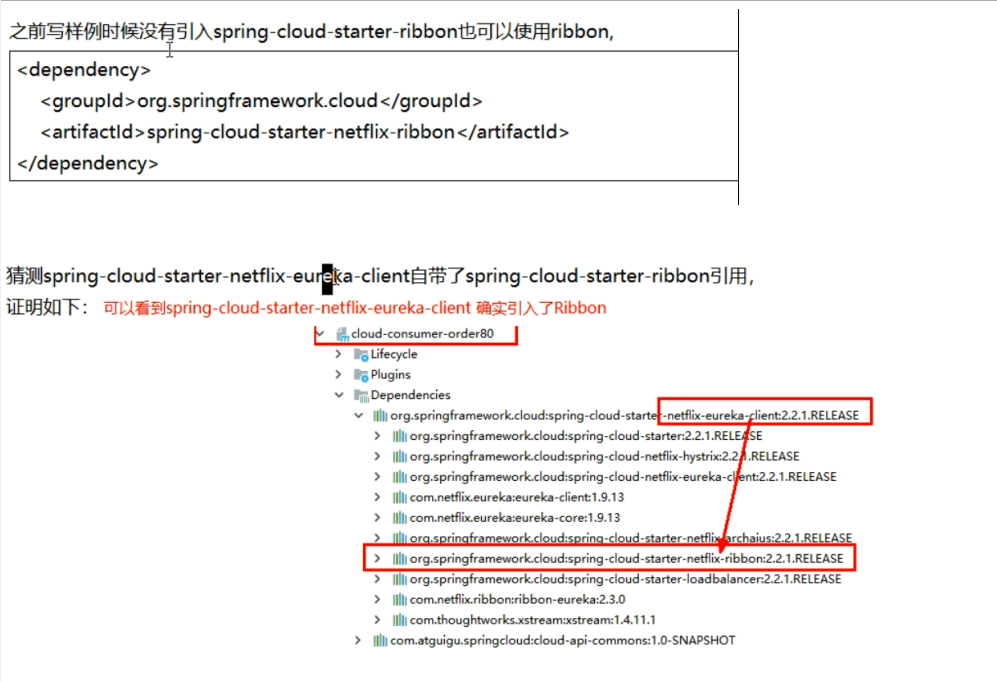 之前写样例时候没有引入spring-cloud-starter-ribbon也可以使用ribbon,
<dependency>
<groupId>org.springframework.cloud</groupId>
<artifactId>spring-cloud-starter-netflix-ribbon</artifactId>
</dependency>
猜测spring-cloud-starter-netflix-eureka-client自带了spring-cloud-starter-ribbon引用，
证明如下： 可以看到spring-cloud-starter-netflix-eureka-client 确实引入了Ribbon
cloud-consumer-order80
Lifecycle
Plugins
Dependencies
org.springframework.cloud:spring-cloud-starter-netflix-eureka-client:2.2.1.RELEASE
org.springframework.cloud:spring-cloud-starter:2.2.1.RELEASE
org.springframework.cloud:spring-cloud-netflix-hystrix:2.2.1.RELEASE
org.springframework.cloud:spring-cloud-netflix-eureka-client:2.2.1.RELEASE
com.netflix.eureka:eureka-client:1.9.13
com.netflix.eureka:eureka-core:1.9.13
org.springframework.cloud:spring-cloud-starter-netflix-archaius:2.2.1.RELEASE
org.springframework.cloud:spring-cloud-starter-netflix-ribbon:2.2.1.RELEASE
org.springframework.cloud:spring-cloud-starter-loadbalancer:2.2.1.RELEASE
com.netflix.ribbon:ribbon-eureka:2.3.0
com.thoughtworks.xstream:xstream:1.4.11.1
com.atguigu.springcloud:cloud-api-commons:1.0-SNAPSHOT